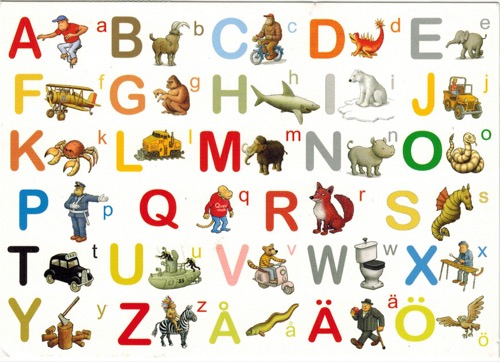 A a B b C c D d E e
F f G g H h I i J j
K k L l M m N n O o
P p Q q R r S s
T t U u V v W w X x
Y y Z z Å å Ä ä Ö ö